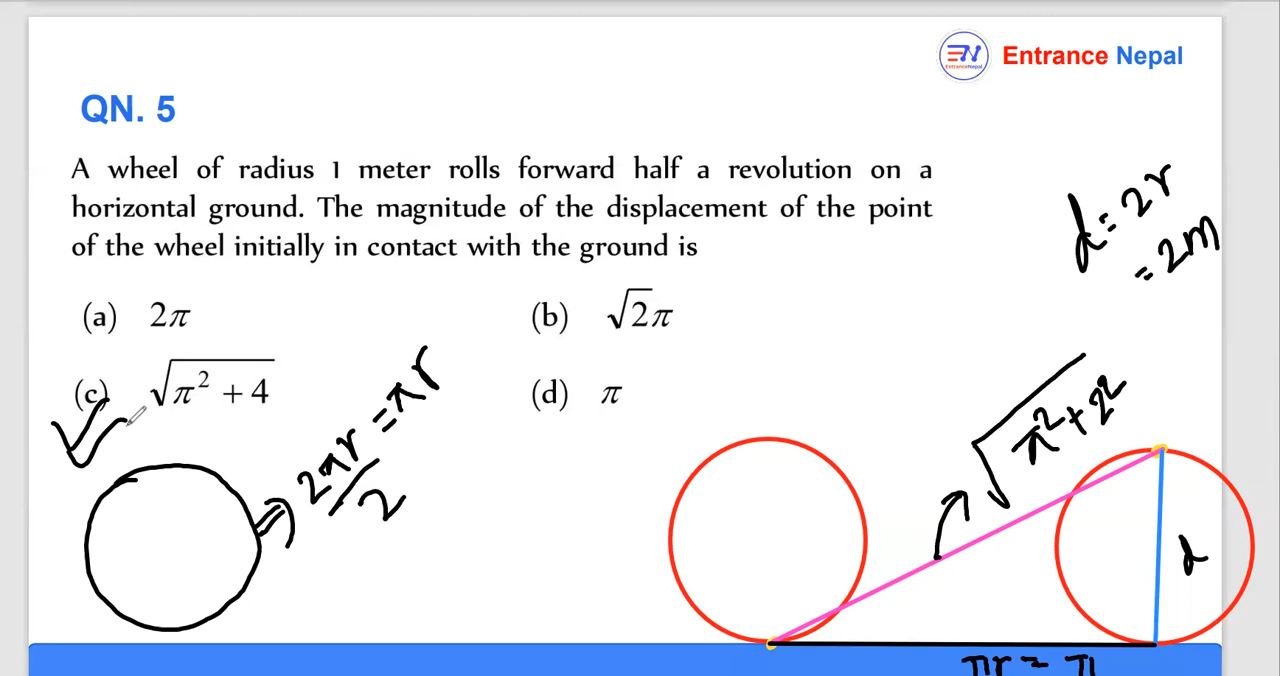 Entrance Nepal
EN
EntranceNepal
QN. 5
A wheel of radius 1 meter rolls forward half a revolution on a
horizontal ground. The magnitude of the displacement of the point
of the wheel initially in contact with the ground is
(a) 2π
(b) √2π
(c) √π² + 4
(d) π
d = 2r
= 2m
2πr/2 = πr
√π² + 2²
d
πr = π